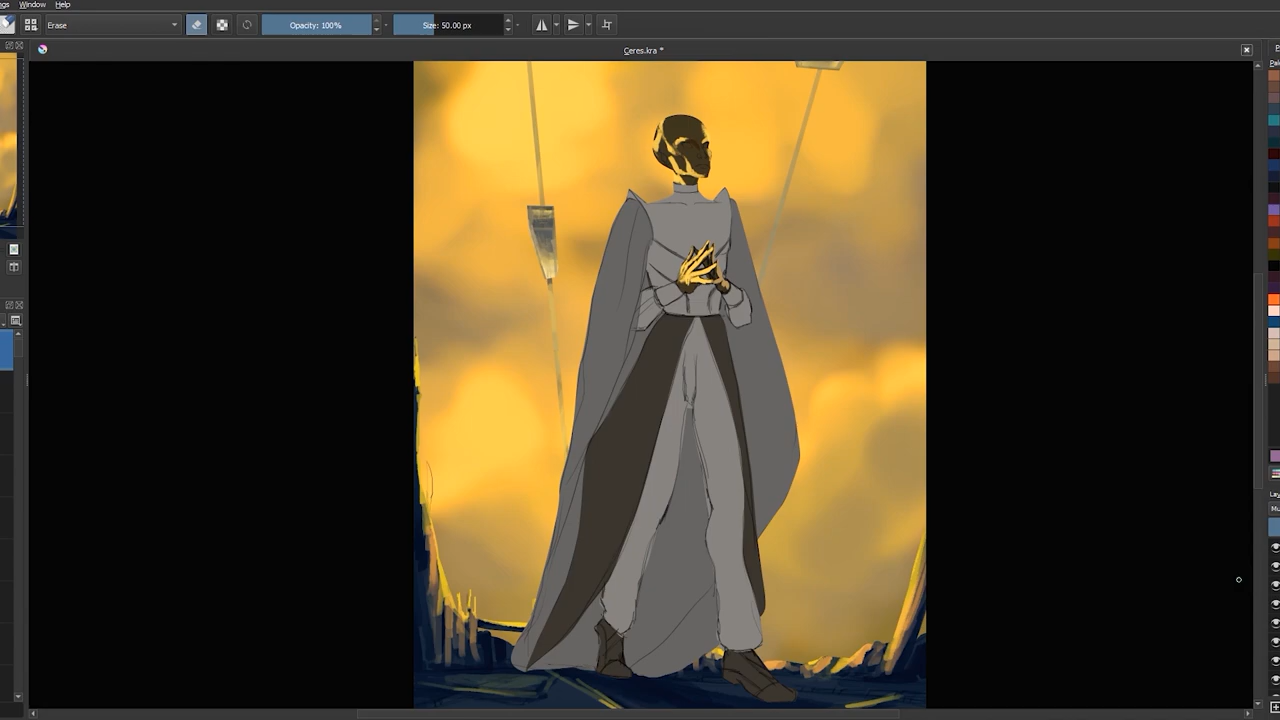 Window Help
Erase
Opacity: 100%
Size: 50.00 px
Ceres.kra *